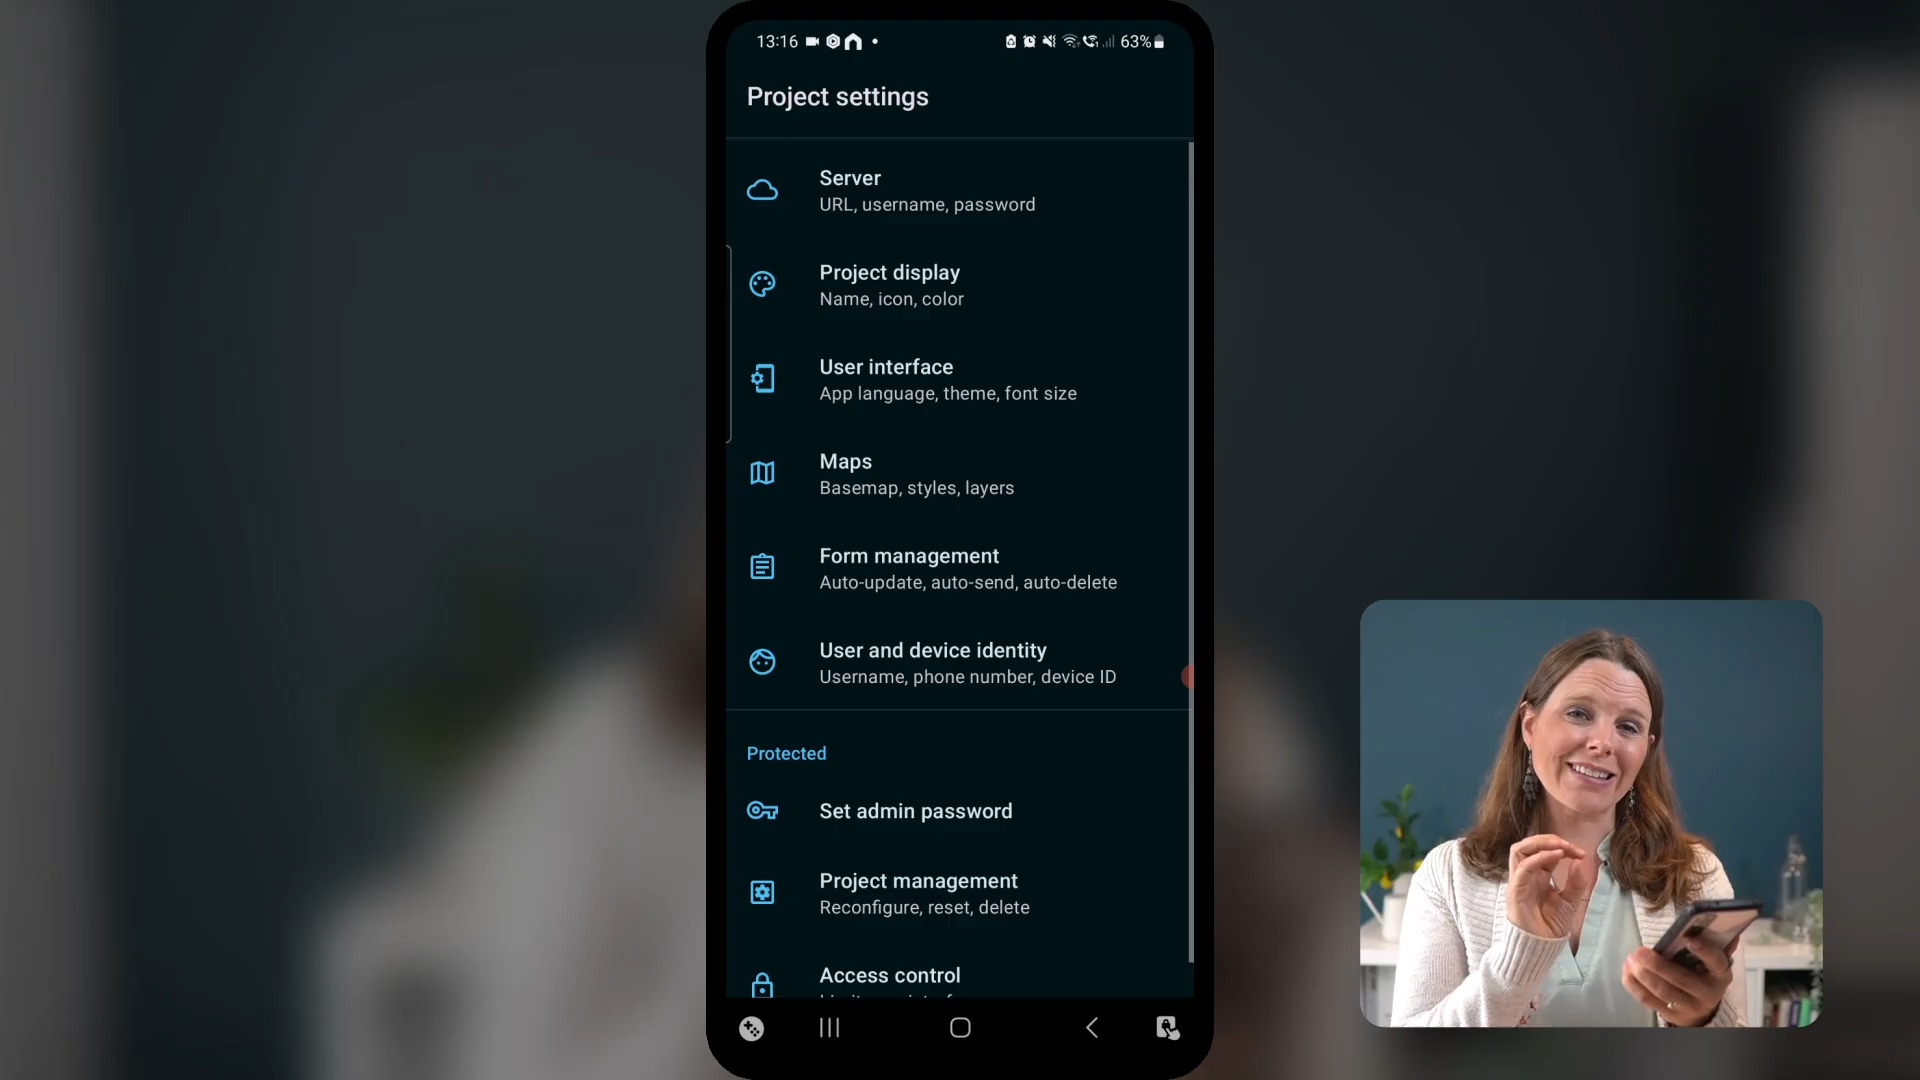 13:16
63%
Project settings
Server
URL, username, password
Project display
Name, icon, color
User interface
App language, theme, font size
Maps
Basemap, styles, layers
Form management
Auto-update, auto-send, auto-delete
User and device identity
Username, phone number, device ID
Protected
Set admin password
Project management
Reconfigure, reset, delete
Access control